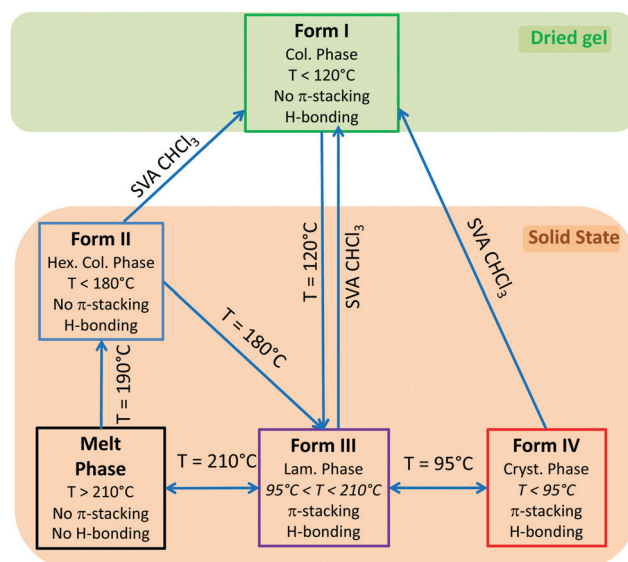 Form I
Col. Phase
T < 120°C
No π-stacking
H-bonding
Dried gel
SVA CHCl₃
T = 120°C
SVA CHCl₃
SVA CHCl₃
Solid State
Form II
Hex. Col. Phase
T < 180°C
No π-stacking
H-bonding
T = 180°C
T = 190°C
Melt
Phase
T > 210°C
No π-stacking
No H-bonding
T = 210°C
Form III
Lam. Phase
95°C < T < 210°C
π-stacking
H-bonding
T = 95°C
Form IV
Cryst. Phase
T < 95°C
π-stacking
H-bonding